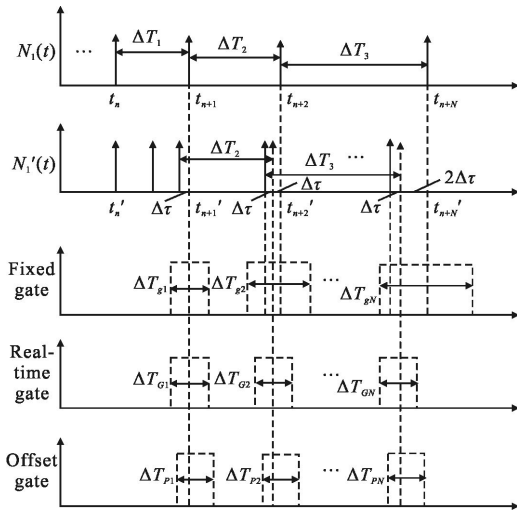 N₁(t) ··· ΔT₁ ΔT₂ ΔT₃
tₙ tₙ₊₁ tₙ₊₂ tₙ₊N
N₁′(t) ΔT₂ ΔT₃ ···
Δτ Δτ Δτ Δτ 2Δτ
tₙ′ tₙ₊₁′ tₙ₊₂′ tₙ₊N′
Fixed gate ΔT_g1 ΔT_g2 ··· ΔT_gN
Real-time gate ΔT_G1 ΔT_G2 ··· ΔT_GN
Offset gate ΔT_P1 ΔT_P2 ··· ΔT_PN